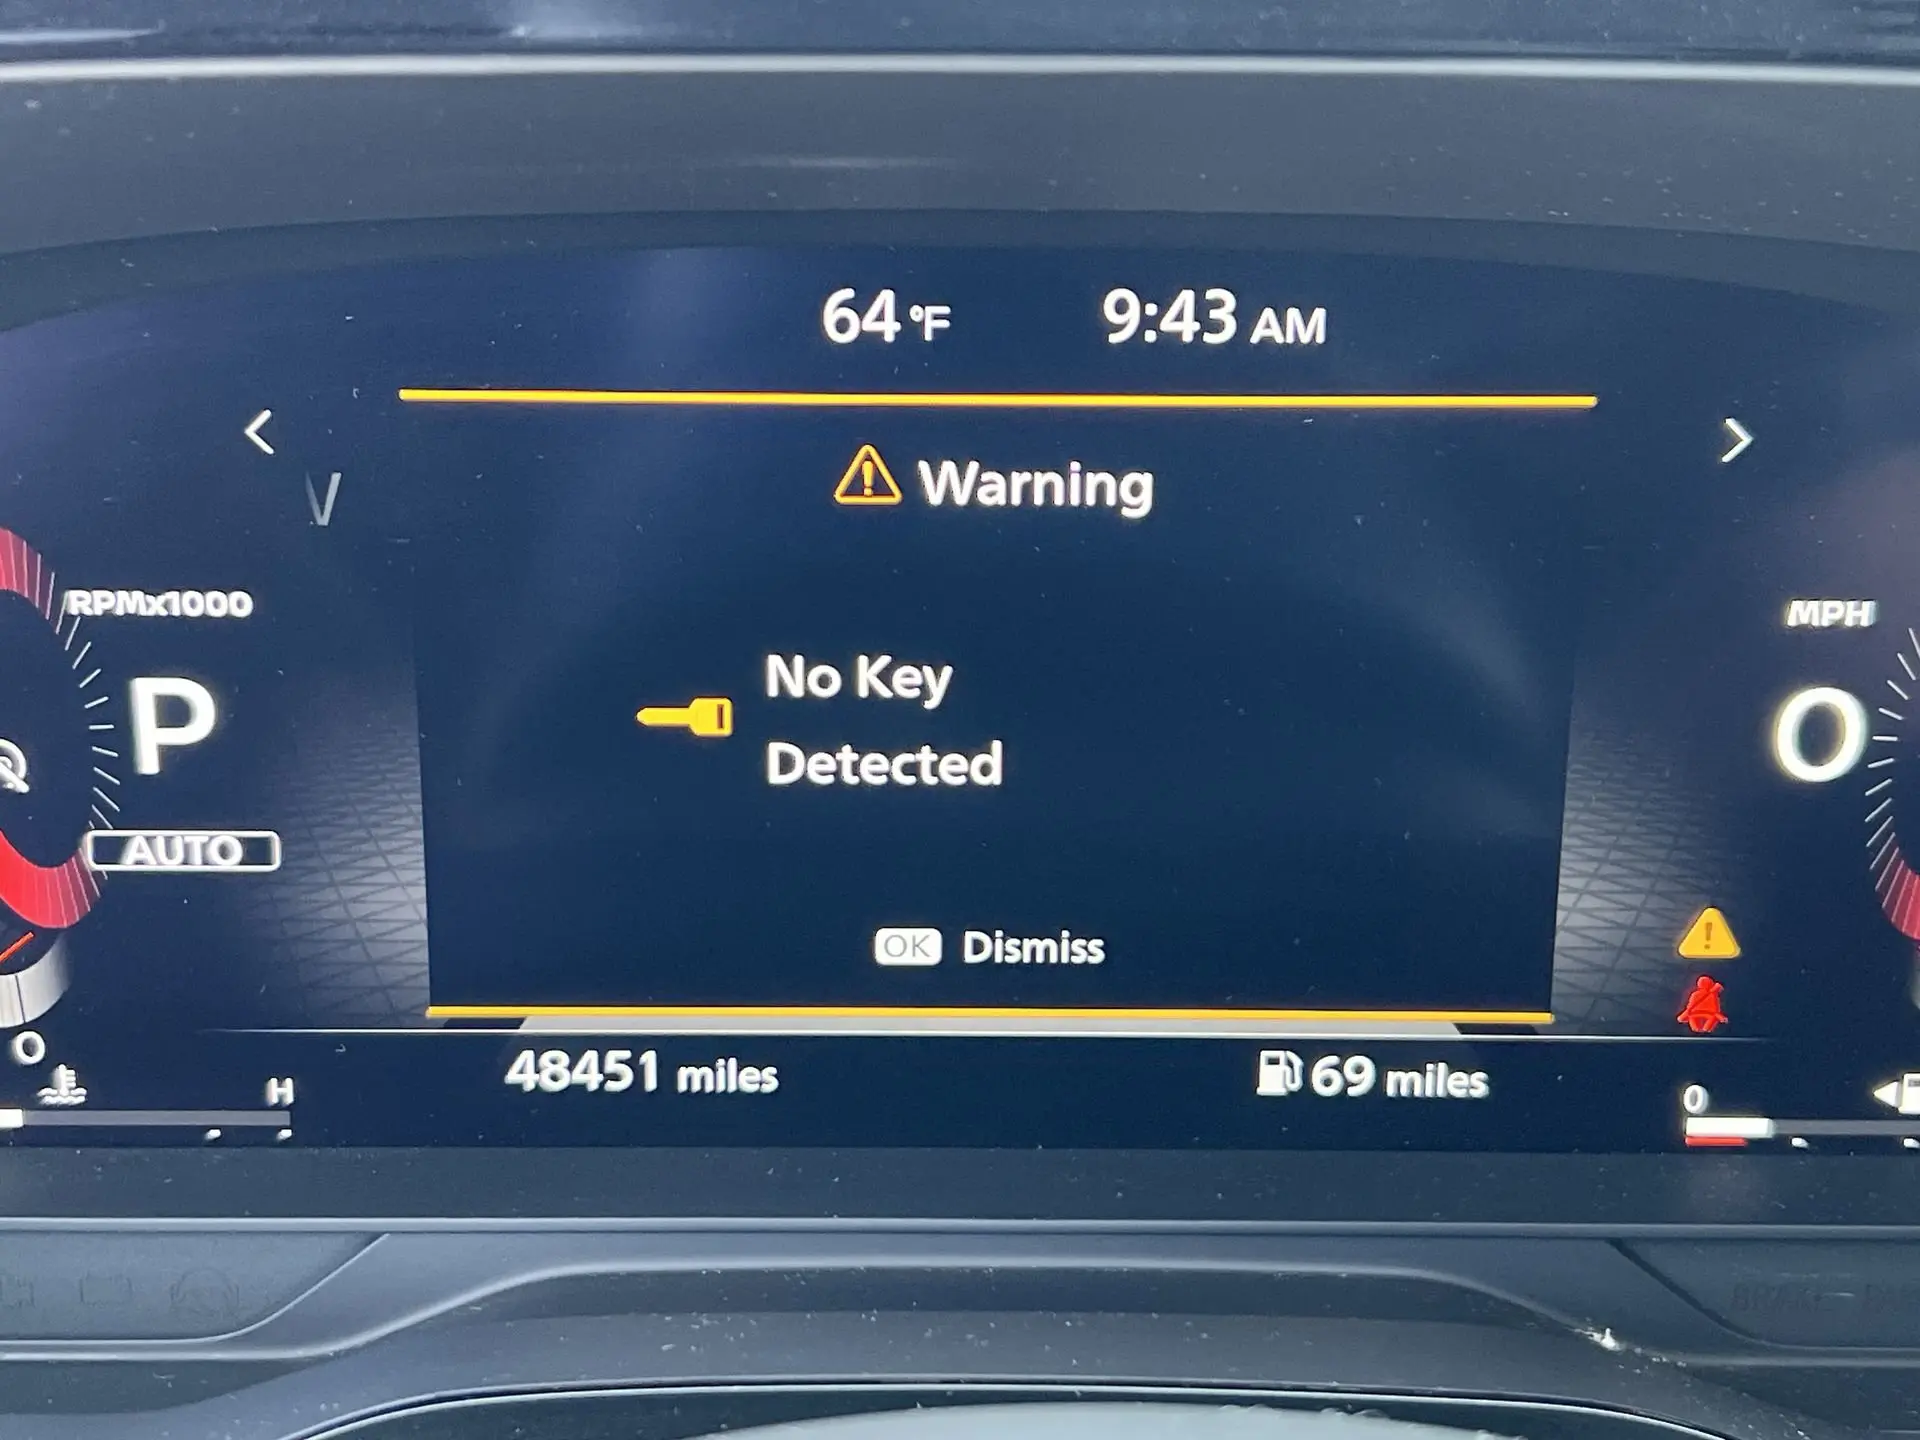 64 °F 9:43 AM
Warning
RPMx1000
MPH
No Key
Detected
P
0
AUTO
OK Dismiss
48451 miles
69 miles
0
H
0